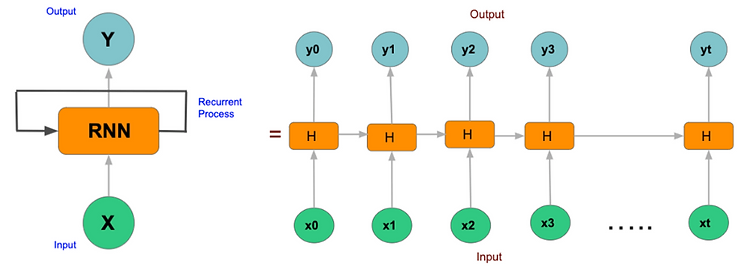 Output
Y
Recurrent
Process
RNN
X
Input
Output
y0 y1 y2 y3 yt
= H H H H H
x0 x1 x2 x3 ..... xt
Input